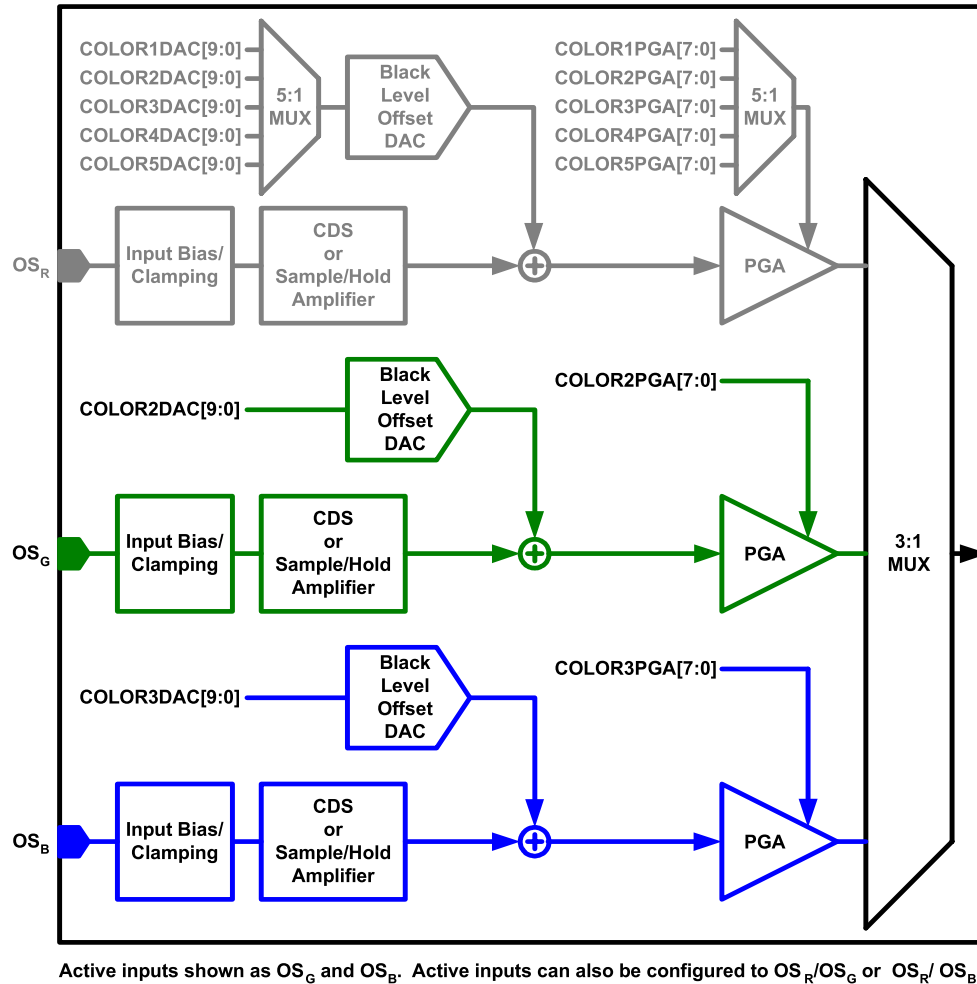 COLOR1DAC[9:0]
COLOR2DAC[9:0]
COLOR3DAC[9:0]
COLOR4DAC[9:0]
COLOR5DAC[9:0]
5:1
MUX
Black
Level
Offset
DAC
COLOR1PGA[7:0]
COLOR2PGA[7:0]
COLOR3PGA[7:0]
COLOR4PGA[7:0]
COLOR5PGA[7:0]
5:1
MUX
OSR
Input Bias/
Clamping
CDS
or
Sample/Hold
Amplifier
PGA
COLOR2DAC[9:0]
Black
Level
Offset
DAC
COLOR2PGA[7:0]
OSG
Input Bias/
Clamping
CDS
or
Sample/Hold
Amplifier
PGA
3:1
MUX
COLOR3DAC[9:0]
Black
Level
Offset
DAC
COLOR3PGA[7:0]
OSB
Input Bias/
Clamping
CDS
or
Sample/Hold
Amplifier
PGA
Active inputs shown as OSG and OSB. Active inputs can also be configured to OSR/OSG or OSR/ OSB